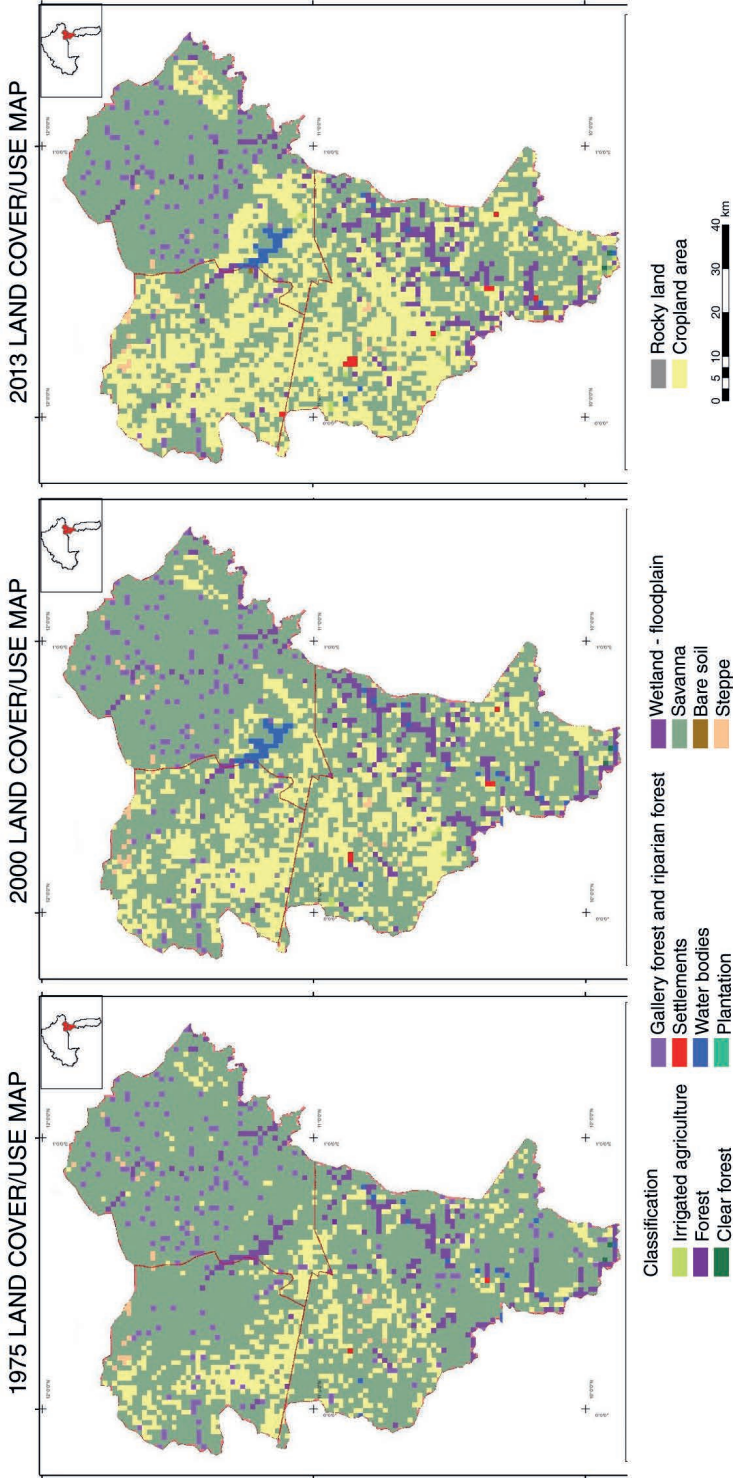 1975 LAND COVER/USE MAP
2000 LAND COVER/USE MAP
2013 LAND COVER/USE MAP
Classification
Irrigated agriculture
Forest
Clear forest
Gallery forest and riparian forest
Settlements
Water bodies
Plantation
Wetland - floodplain
Savanna
Bare soil
Steppe
Rocky land
Cropland area
0 5 10 20 30 40 km